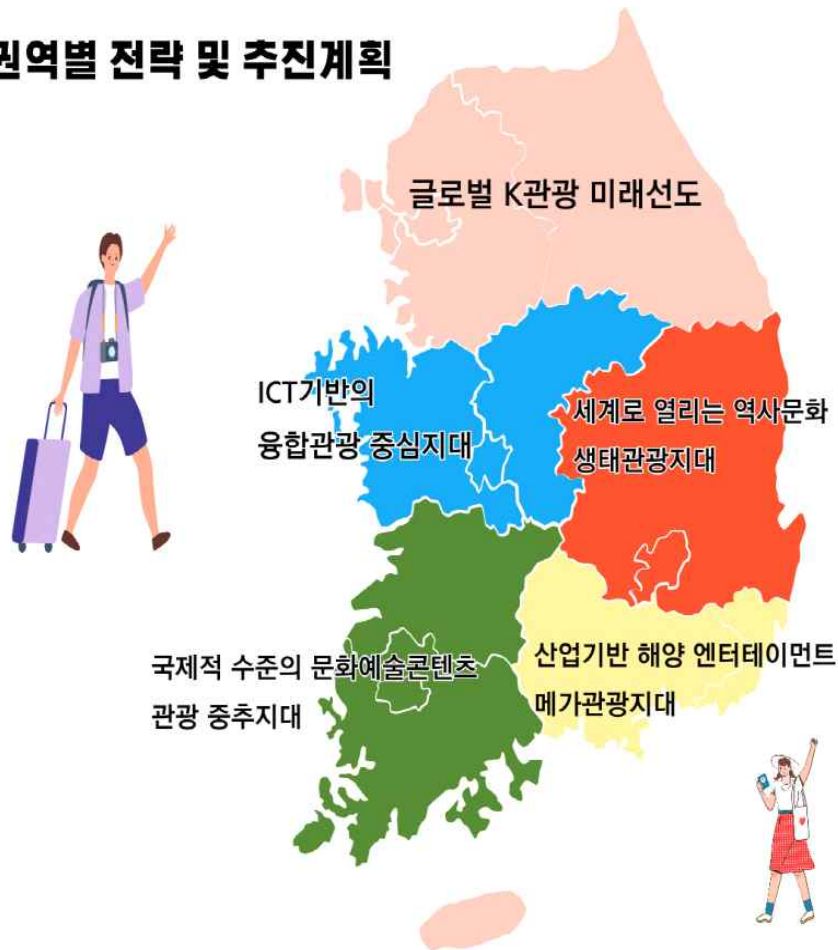 권역별 전략 및 추진계획
글로벌 K관광 미래선도
ICT기반의
융합관광 중심지대
세계로 열리는 역사문화
생태관광지대
국제적 수준의 문화예술콘텐츠
관광 중추지대
산업기반 해양 엔터테이먼트
메가관광지대